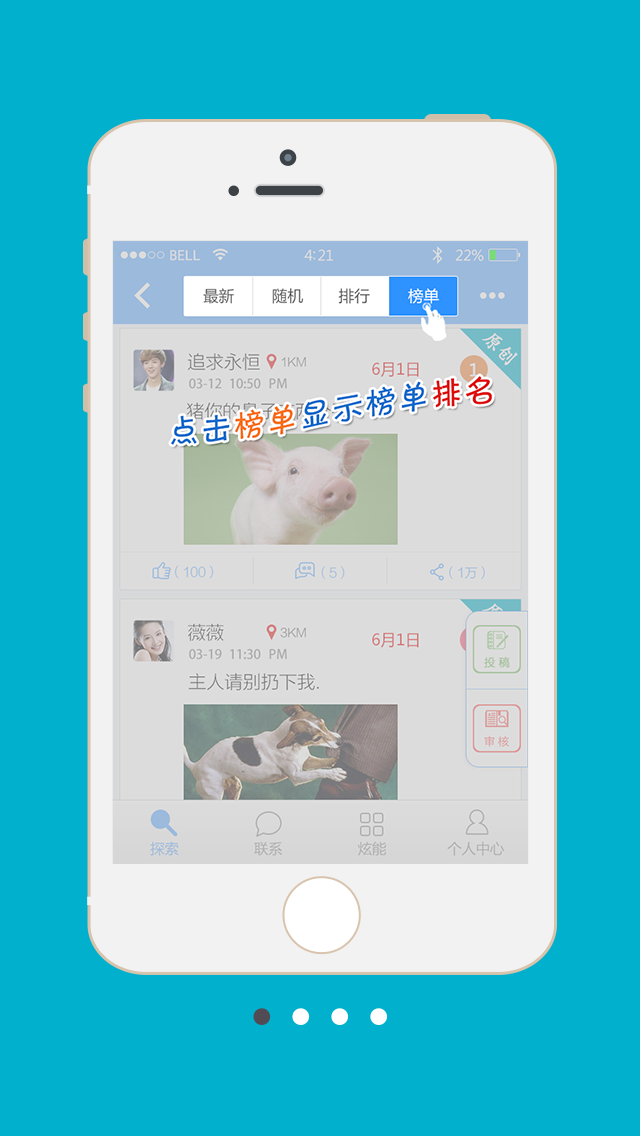 BELL 4:21 22%
最新 随机 排行 榜单
原创
追求永恒 1KM 6月1日 1
03-12 10:50 PM
猪你的鼻子
点击榜单显示榜单排名
(100) (5) (1万)
薇薇 3KM 6月1日
03-19 11:30 PM
主人请别扔下我.
投稿
审核
探索 联系 炫能 个人中心